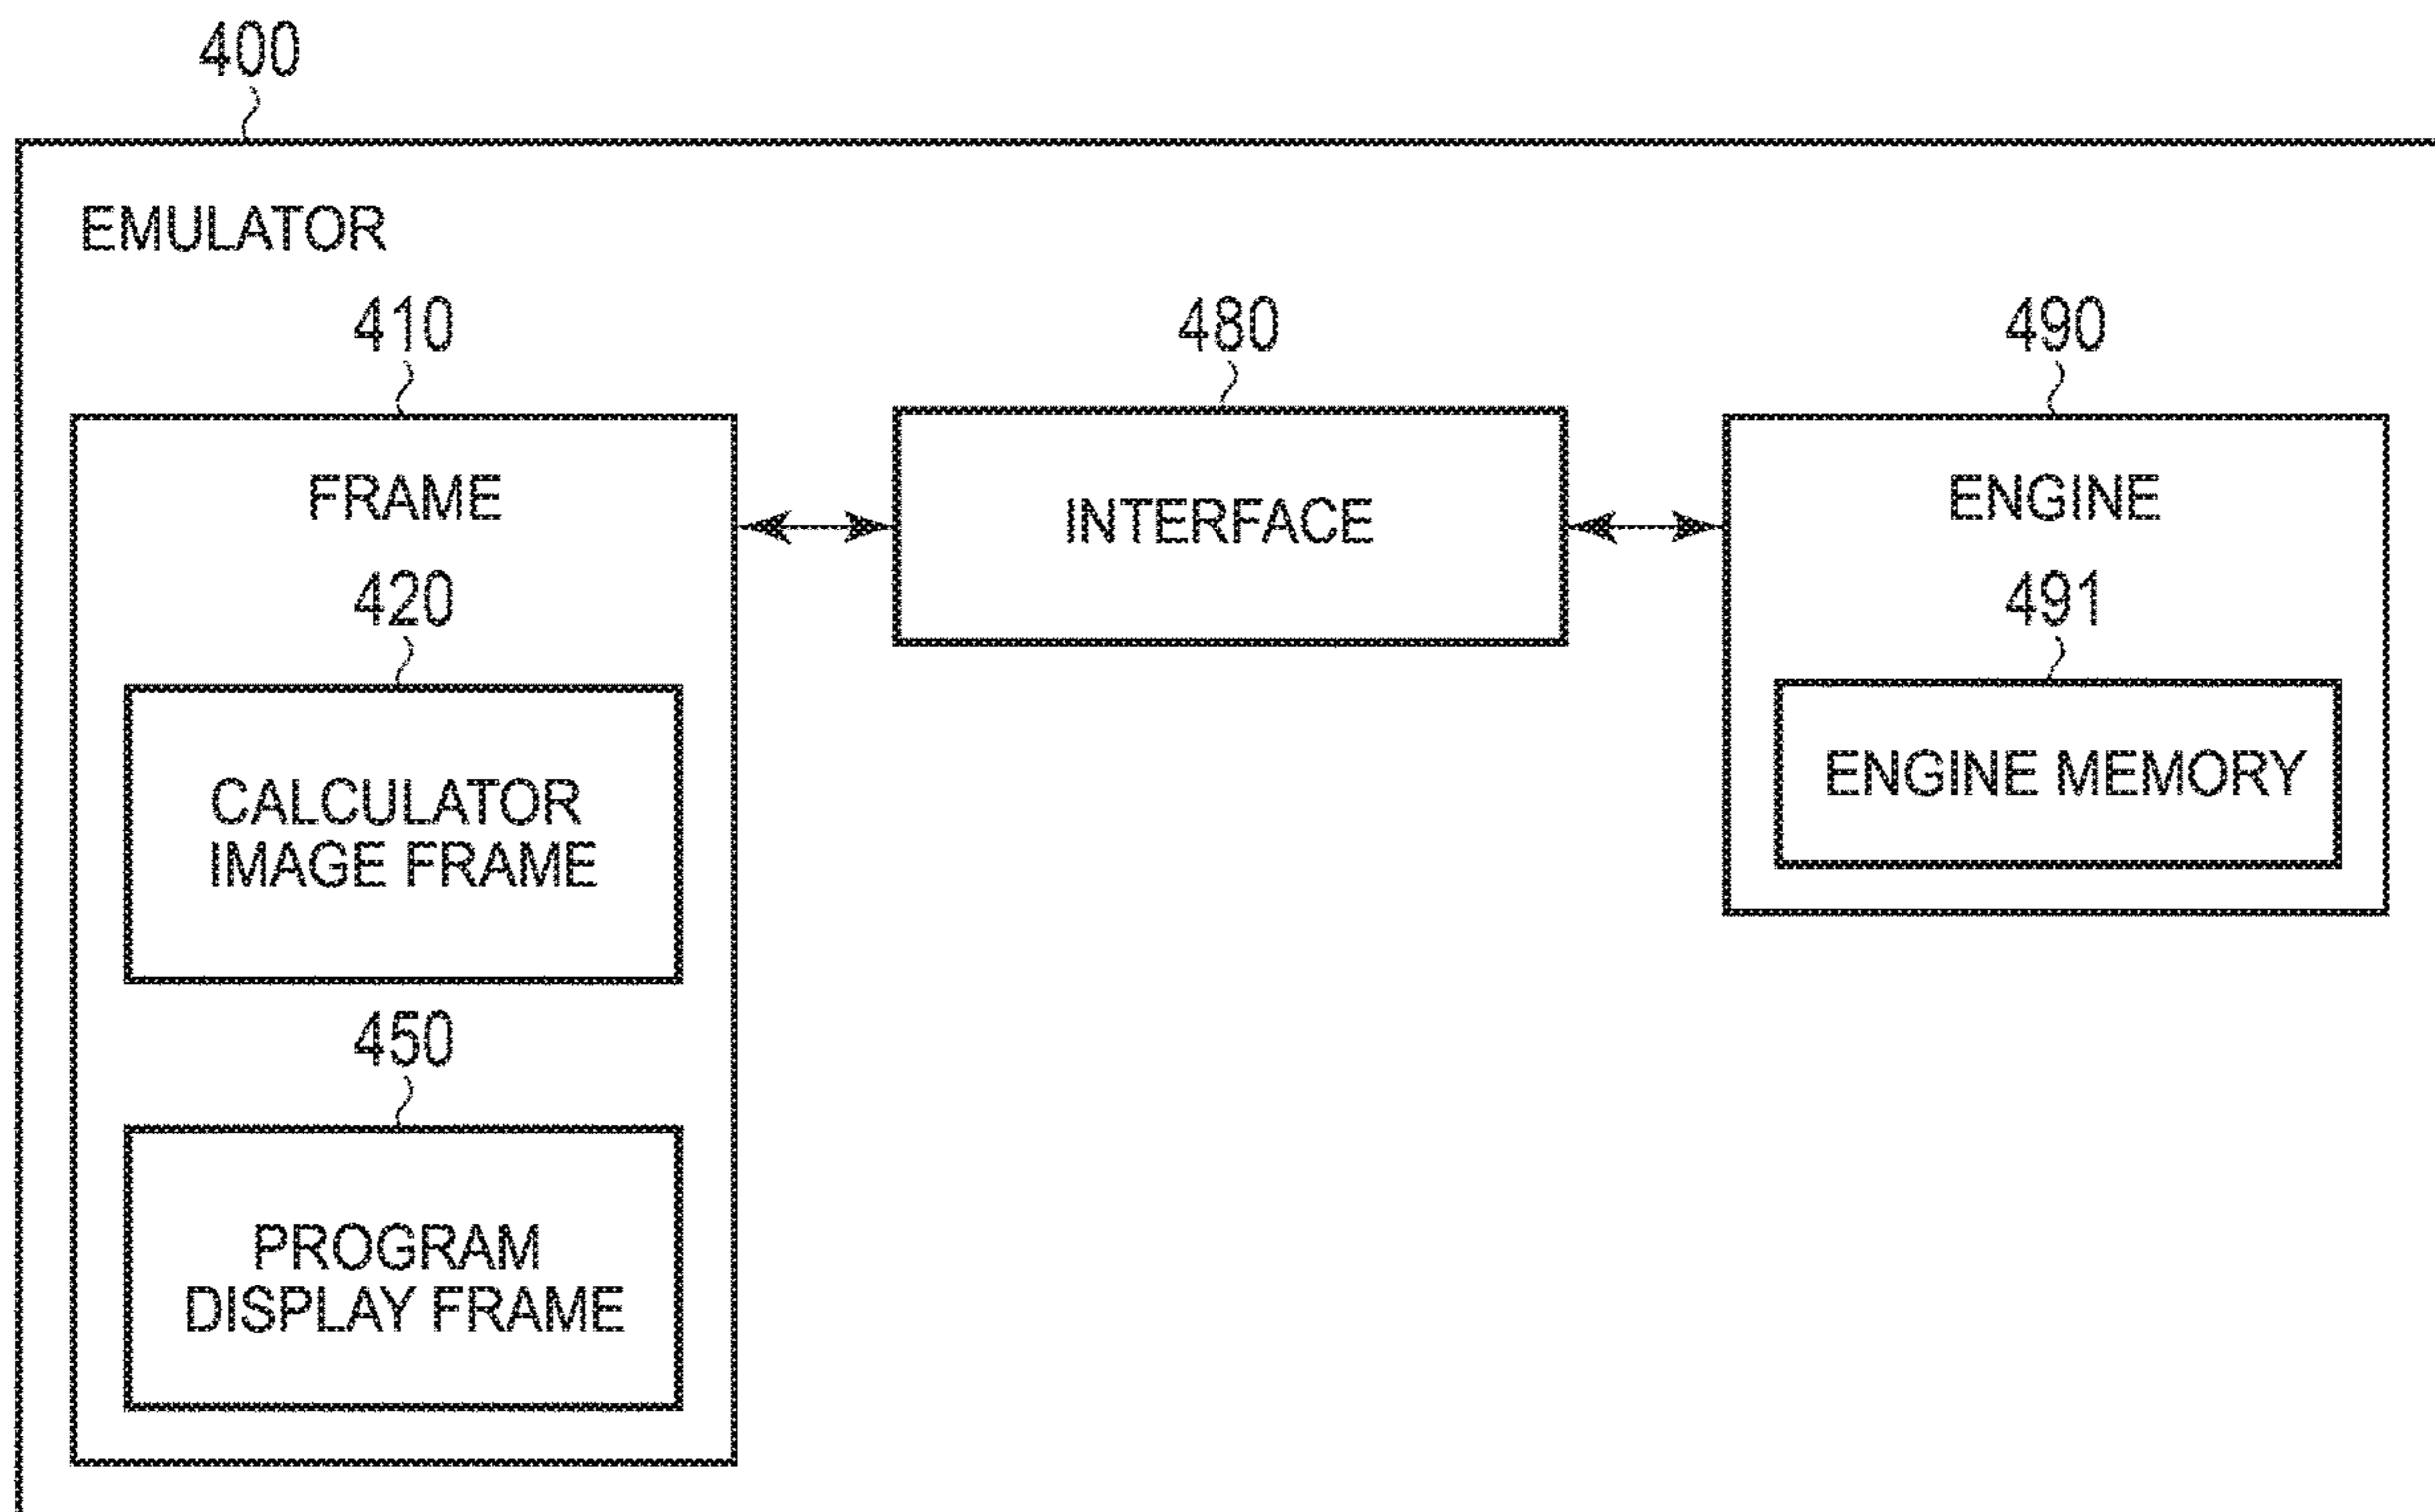 400
EMULATOR
410
FRAME
420
CALCULATOR
IMAGE FRAME
450
PROGRAM
DISPLAY FRAME
480
INTERFACE
490
ENGINE
491
ENGINE MEMORY